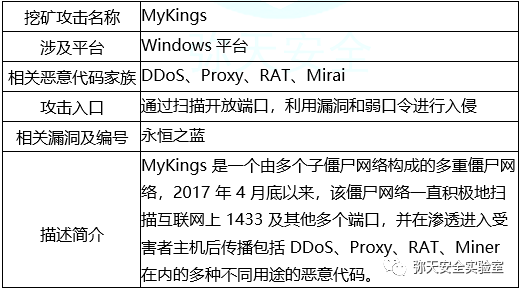 挖矿攻击名称 MyKings
涉及平台 Windows 平台
相关恶意代码家族 DDoS、Proxy、RAT、Mirai
攻击入口 通过扫描开放端口，利用漏洞和弱口令进行入侵
相关漏洞及编号 永恒之蓝
描述简介
MyKings 是一个由多个子僵尸网络构成的多重僵尸网
络，2017 年 4 月底以来，该僵尸网络一直积极地扫
描互联网上 1433 及其他多个端口，并在渗透进入受
害者主机后传播包括 DDoS、Proxy、RAT、Miner
在内的多种不同用途的恶意代码。
弥天安全实验室